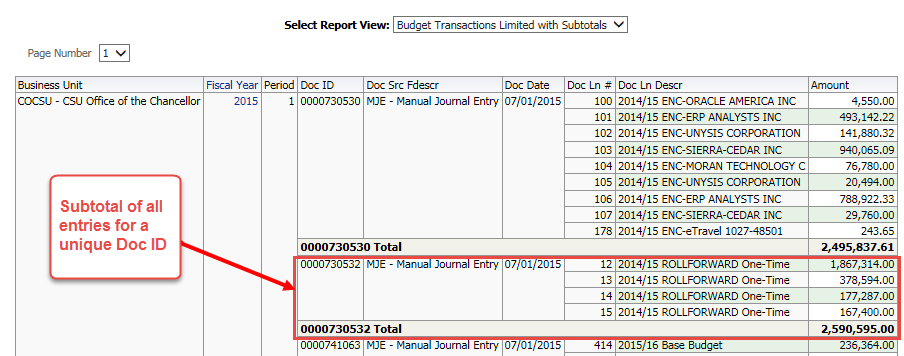 Select Report View: Budget Transactions Limited with Subtotals
Page Number 1
Business Unit Fiscal Year Period Doc ID Doc Src Fdescr Doc Date Doc Ln # Doc Ln Descr Amount
COCSU - CSU Office of the Chancellor 2015 1 0000730530 MJE - Manual Journal Entry 07/01/2015 100 2014/15 ENC-ORACLE AMERICA INC 4,550.00
101 2014/15 ENC-ERP ANALYSTS INC 493,142.22
102 2014/15 ENC-UNYSIS CORPORATION 141,880.32
103 2014/15 ENC-SIERRA-CEDAR INC 940,065.09
104 2014/15 ENC-MORAN TECHNOLOGY C 76,780.00
105 2014/15 ENC-UNYSIS CORPORATION 20,494.00
106 2014/15 ENC-ERP ANALYSTS INC 788,922.33
107 2014/15 ENC-SIERRA-CEDAR INC 29,760.00
178 2014/15 ENC-eTravel 1027-48501 243.65
0000730530 Total 2,495,837.61
Subtotal of all
entries for a
unique Doc ID
0000730532 MJE - Manual Journal Entry 07/01/2015 12 2014/15 ROLLFORWARD One-Time 1,867,314.00
13 2014/15 ROLLFORWARD One-Time 378,594.00
14 2014/15 ROLLFORWARD One-Time 177,287.00
15 2014/15 ROLLFORWARD One-Time 167,400.00
0000730532 Total 2,590,595.00
0000741063 MJE - Manual Journal Entry 07/01/2015 414 2015/16 Base Budget 236,364.00